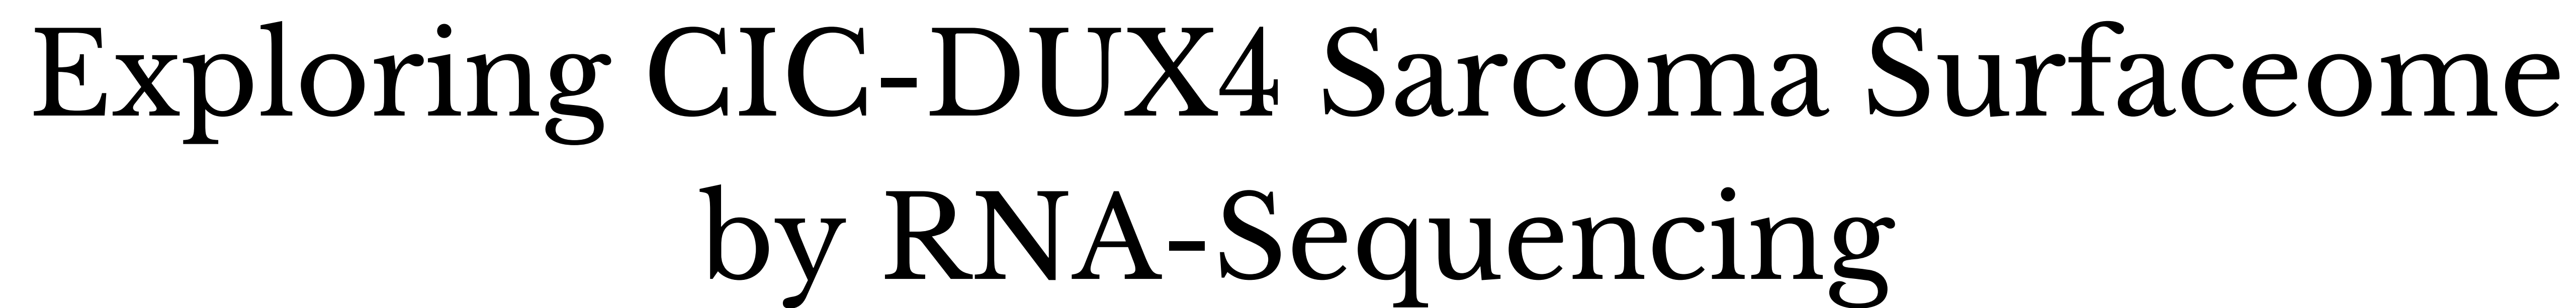 Exploring CIC-DUX4 Sarcoma Surfaceome
by RNA-Sequencing